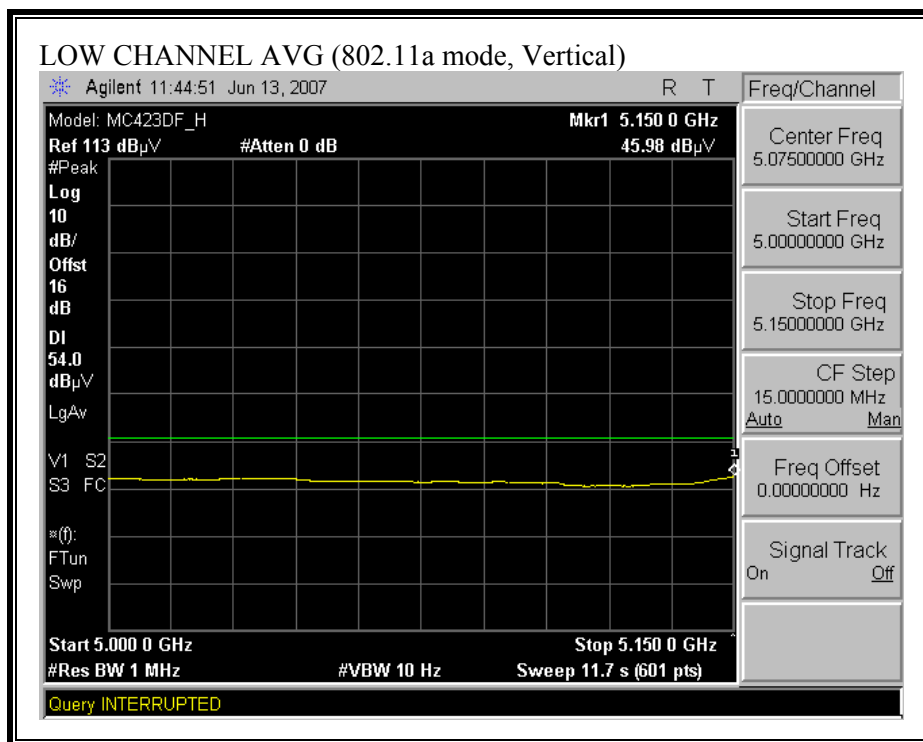 LOW CHANNEL AVG (802.11a mode, Vertical)
Agilent 11:44:51 Jun 13, 2007
R T
Freq/Channel
Model: MC423DF_H
Mkr1 5.150 0 GHz
Ref 113 dBµV
#Atten 0 dB
45.98 dBµV
#Peak
Log
10
dB/
Offst
16
dB
DI
54.0
dBµV
LgAv
V1 S2
S3 FC
¤(f):
FTun
Swp
1
Start 5.000 0 GHz
Stop 5.150 0 GHz
#Res BW 1 MHz
#VBW 10 Hz
Sweep 11.7 s (601 pts)
Center Freq
5.07500000 GHz
Start Freq
5.00000000 GHz
Stop Freq
5.15000000 GHz
CF Step
15.0000000 MHz
Auto Man
Freq Offset
0.00000000 Hz
Signal Track
On Off
Query INTERRUPTED